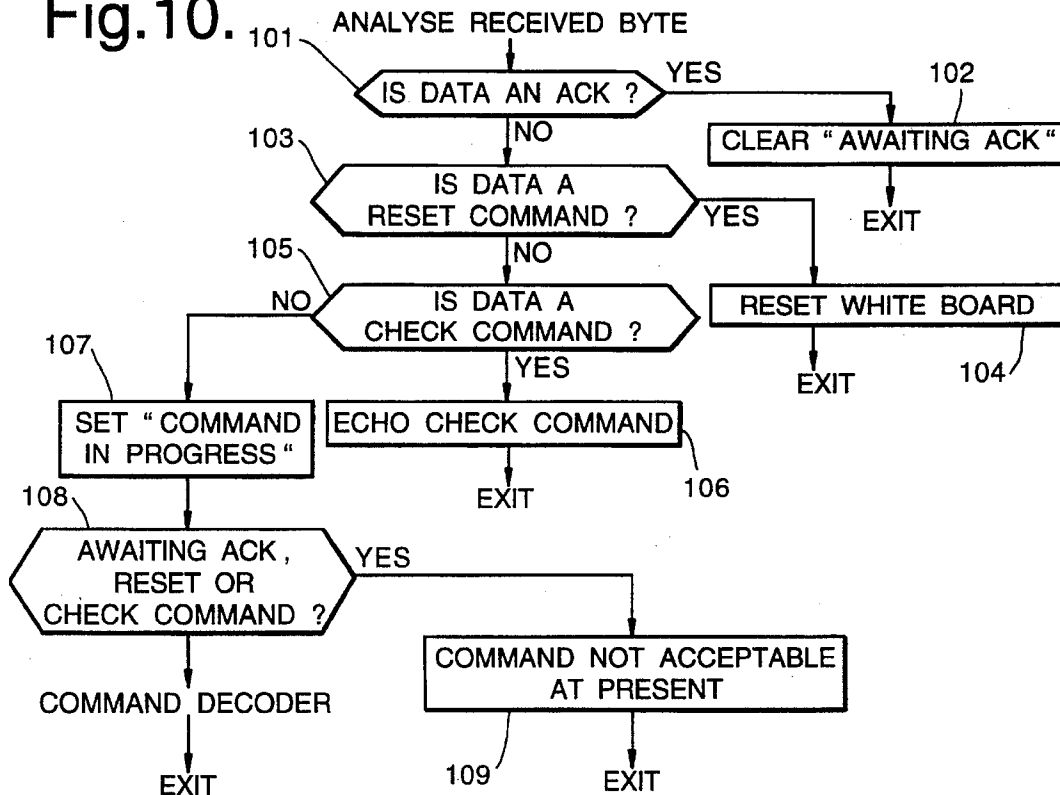 Fig.10.
ANALYSE RECEIVED BYTE
101
IS DATA AN ACK ?
YES
102
CLEAR “AWAITING ACK“
EXIT
NO
103
IS DATA A
RESET COMMAND ?
YES
RESET WHITE BOARD
104
EXIT
NO
105
IS DATA A
CHECK COMMAND ?
NO
YES
107
SET “COMMAND
IN PROGRESS“
ECHO CHECK COMMAND
106
EXIT
108
AWAITING ACK,
RESET OR
CHECK COMMAND ?
YES
COMMAND NOT ACCEPTABLE
AT PRESENT
109
EXIT
COMMAND DECODER
EXIT